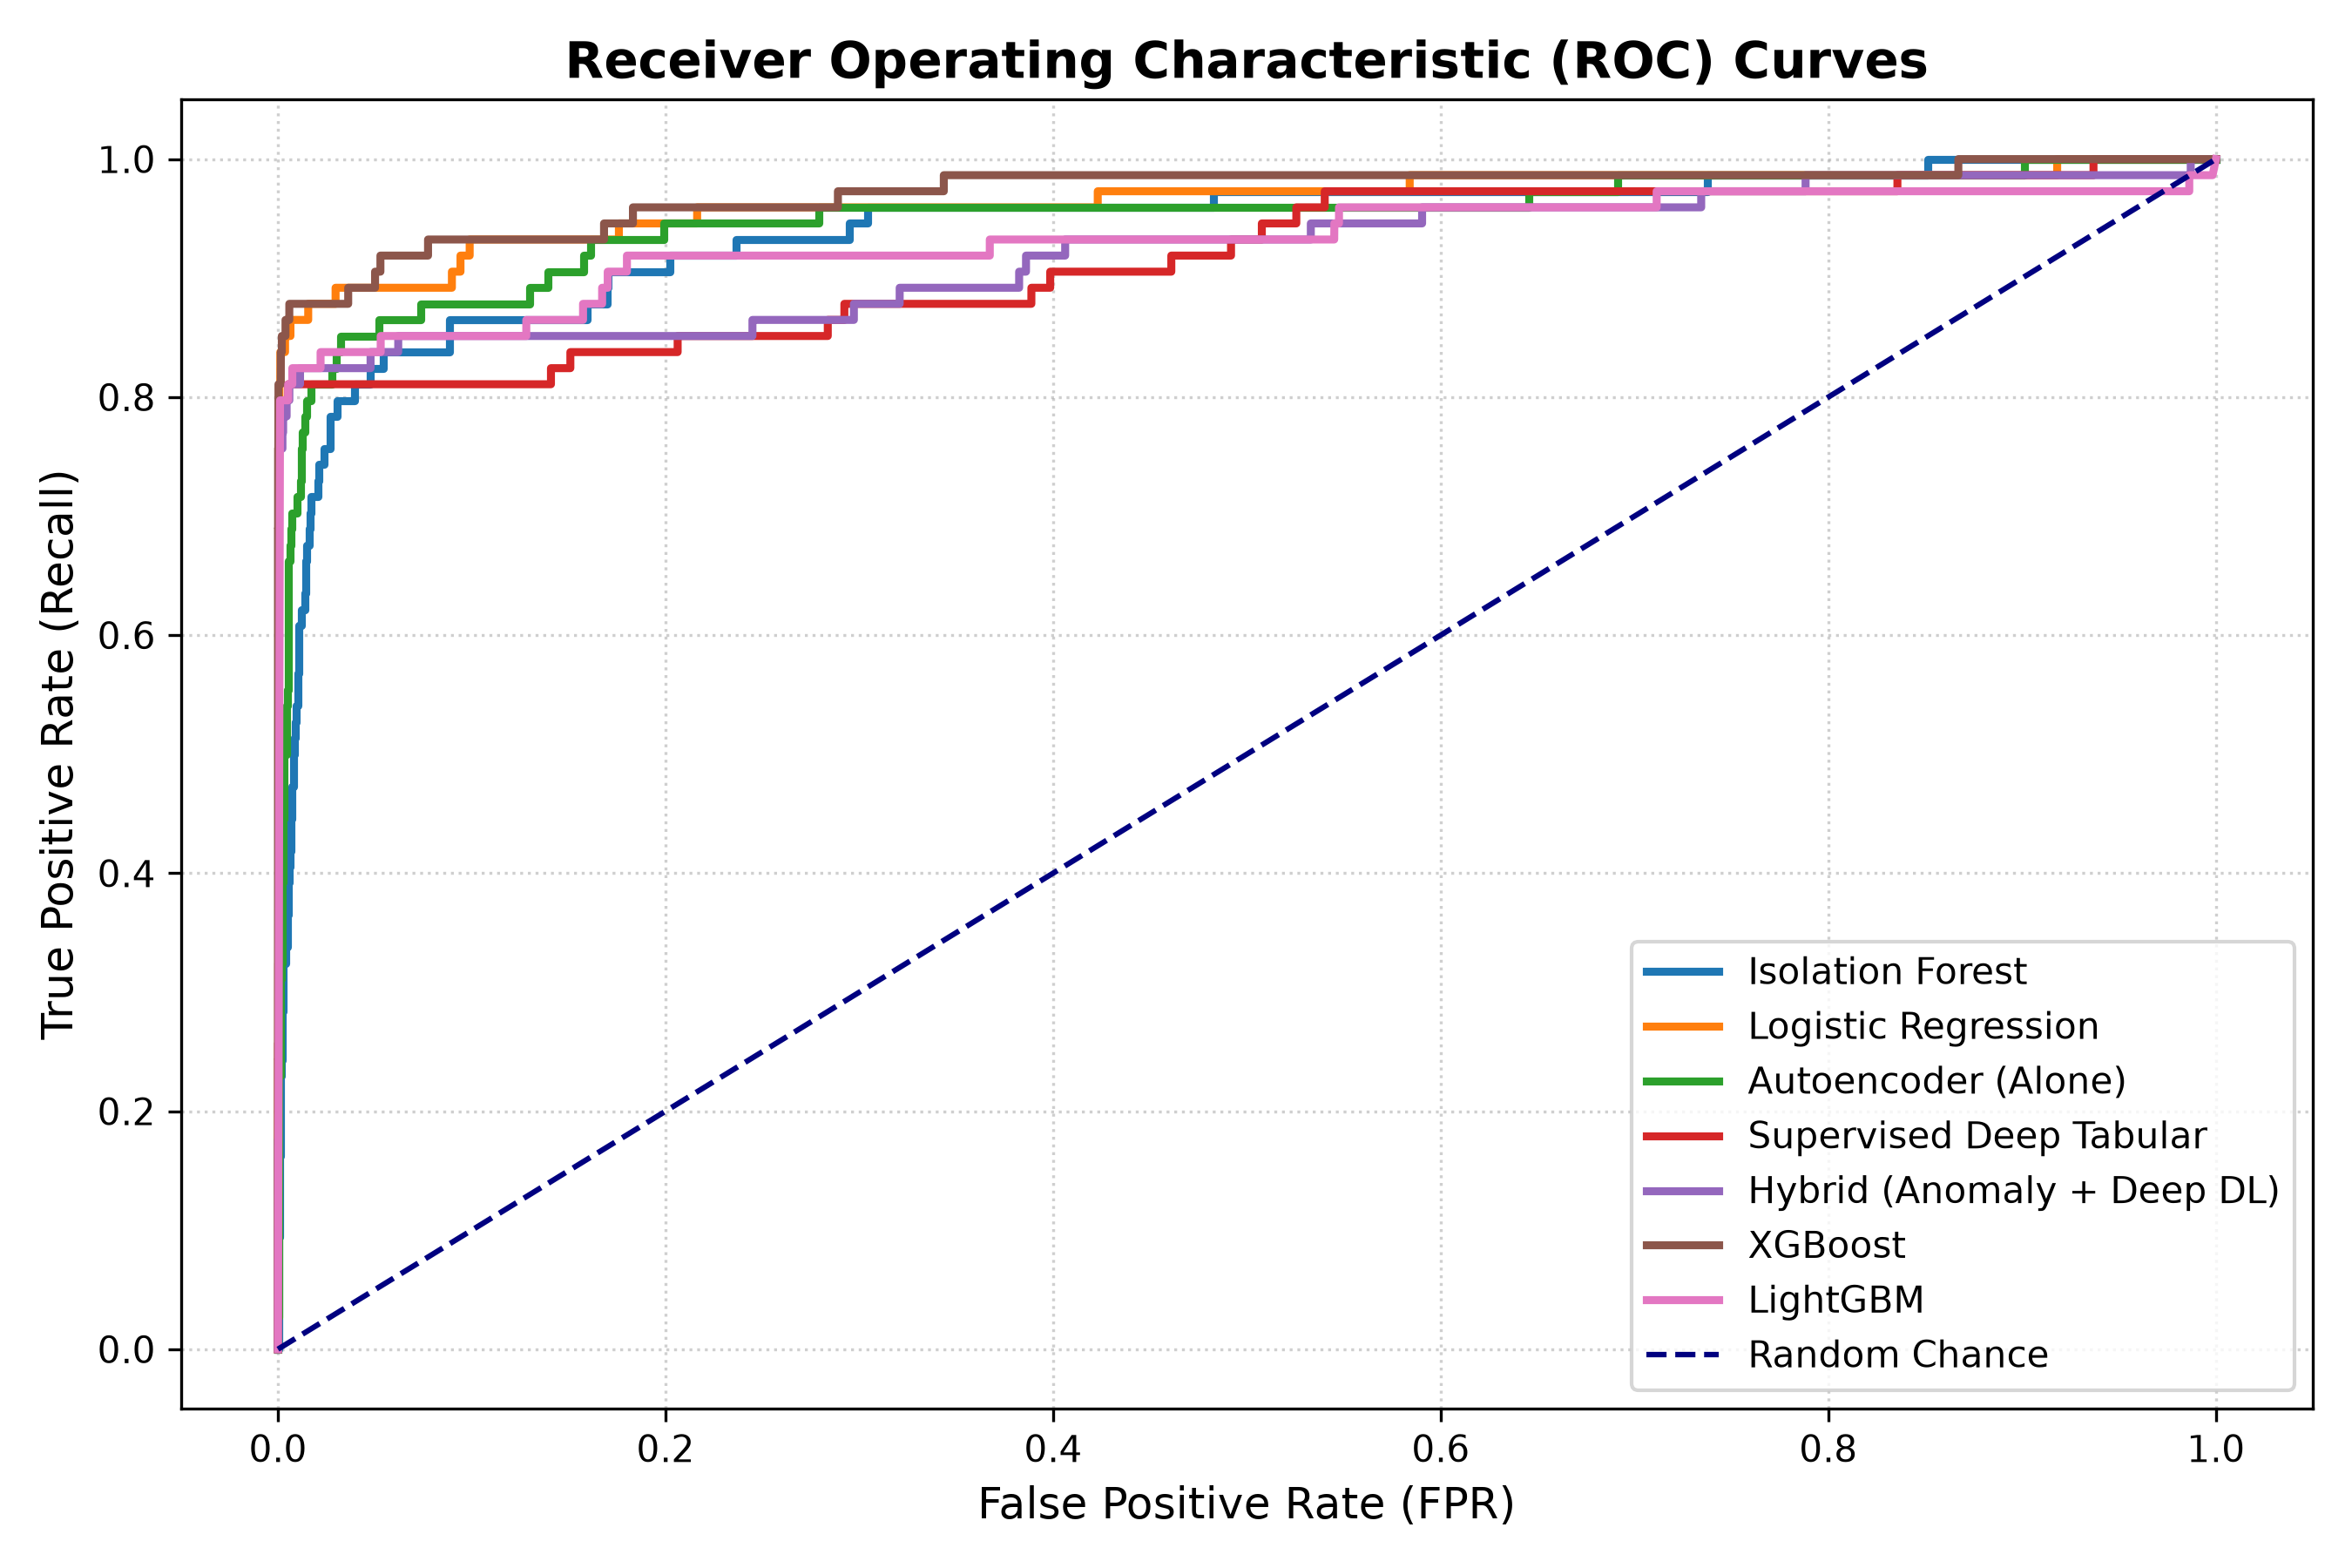 Receiver Operating Characteristic (ROC) Curves
True Positive Rate (Recall)
1.0
0.8
0.6
0.4
0.2
0.0
Isolation Forest
Logistic Regression
Autoencoder (Alone)
Supervised Deep Tabular
Hybrid (Anomaly + Deep DL)
XGBoost
LightGBM
Random Chance
0.0 0.2 0.4 0.6 0.8 1.0
False Positive Rate (FPR)